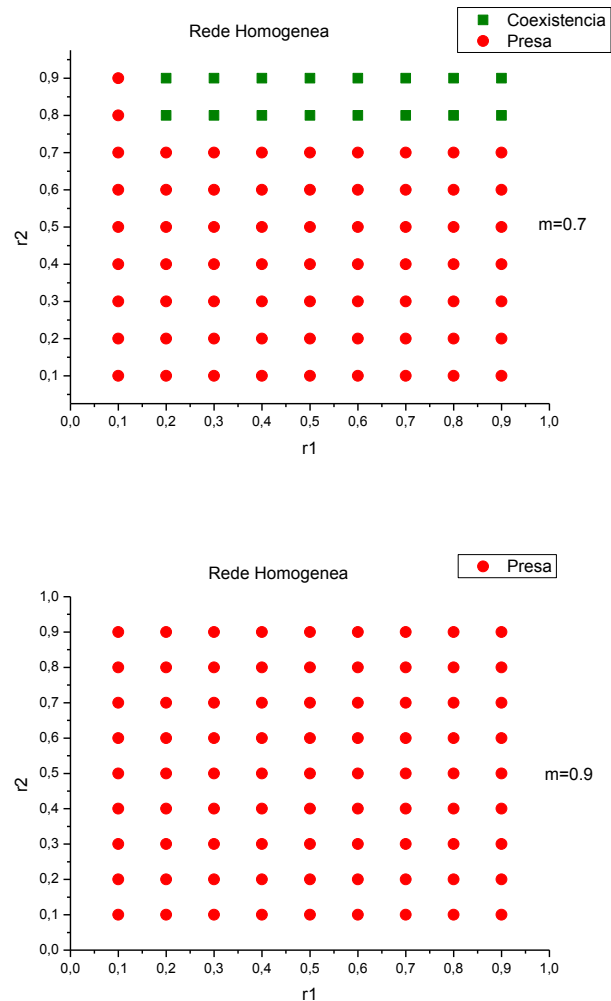 Rede Homogenea
Coexistencia
Presa
0,9
0,8
0,7
0,6
0,5
0,4
0,3
0,2
0,1
r2
m=0.7
0,0 0,1 0,2 0,3 0,4 0,5 0,6 0,7 0,8 0,9 1,0
r1
Rede Homogenea
Presa
1,0
0,9
0,8
0,7
0,6
0,5
0,4
0,3
0,2
0,1
0,0
r2
m=0.9
0,0 0,1 0,2 0,3 0,4 0,5 0,6 0,7 0,8 0,9 1,0
r1